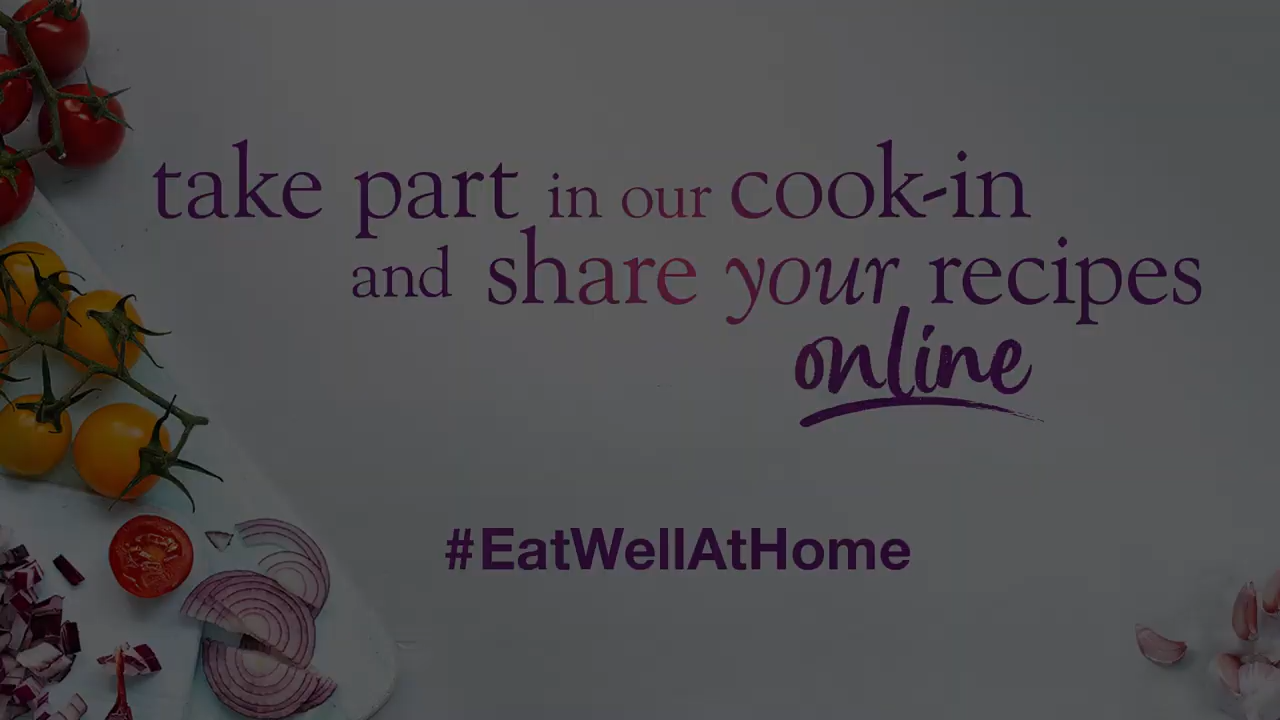 take part in our cook-in
and share your recipes
online
#EatWellAtHome